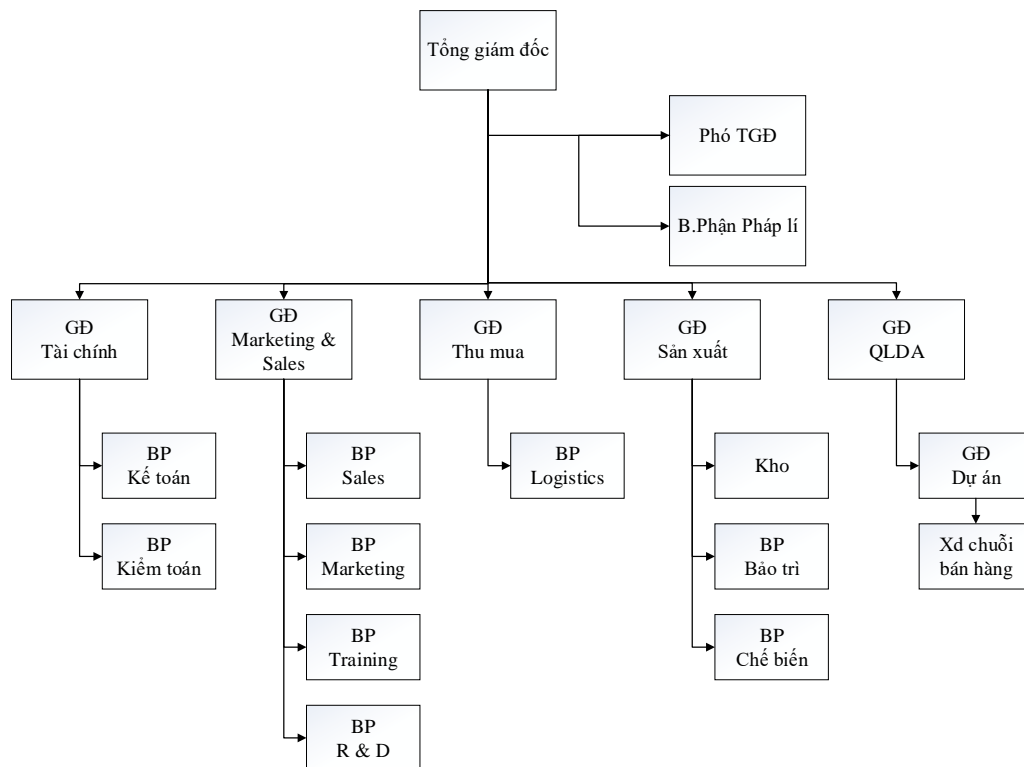 Tổng giám đốc
Phó TGĐ
B.Phận Pháp lí
GĐ
Tài chính
GĐ
Marketing &
Sales
GĐ
Thu mua
GĐ
Sản xuất
GĐ
QLDA
BP
Kế toán
BP
Kiểm toán
BP
Sales
BP
Marketing
BP
Training
BP
R & D
BP
Logistics
Kho
BP
Bảo trì
BP
Chế biến
GĐ
Dự án
Xd chuỗi
bán hàng